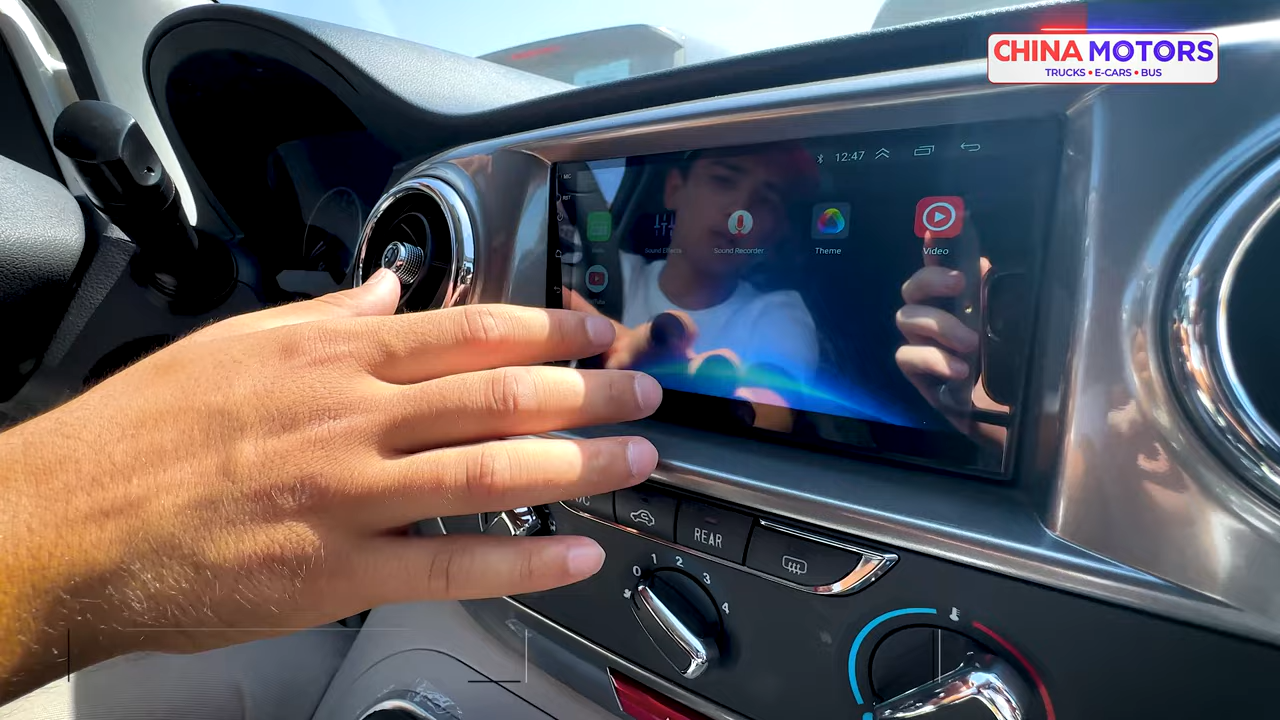 CHINA MOTORS
TRUCKS • E-CARS • BUS
12:47
MIC
Sound Effects
Sound Recorder
Theme
Video
REAR
0 1 2 3 4